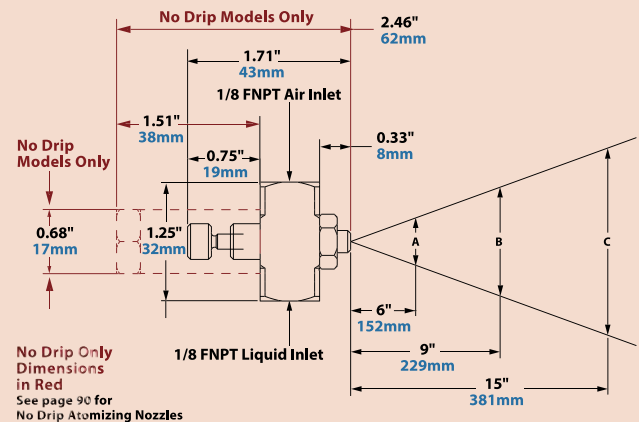 No Drip Models Only
2.46"
62mm
1.71"
43mm
1/8 FNPT Air Inlet
1.51"
38mm
0.33"
8mm
No Drip
Models Only
0.75"
19mm
0.68"
17mm
1.25"
32mm
A
B
C
6"
152mm
9"
229mm
1/8 FNPT Liquid Inlet
15"
381mm
No Drip Only
Dimensions
in Red
See page 90 for
No Drip Atomizing Nozzles